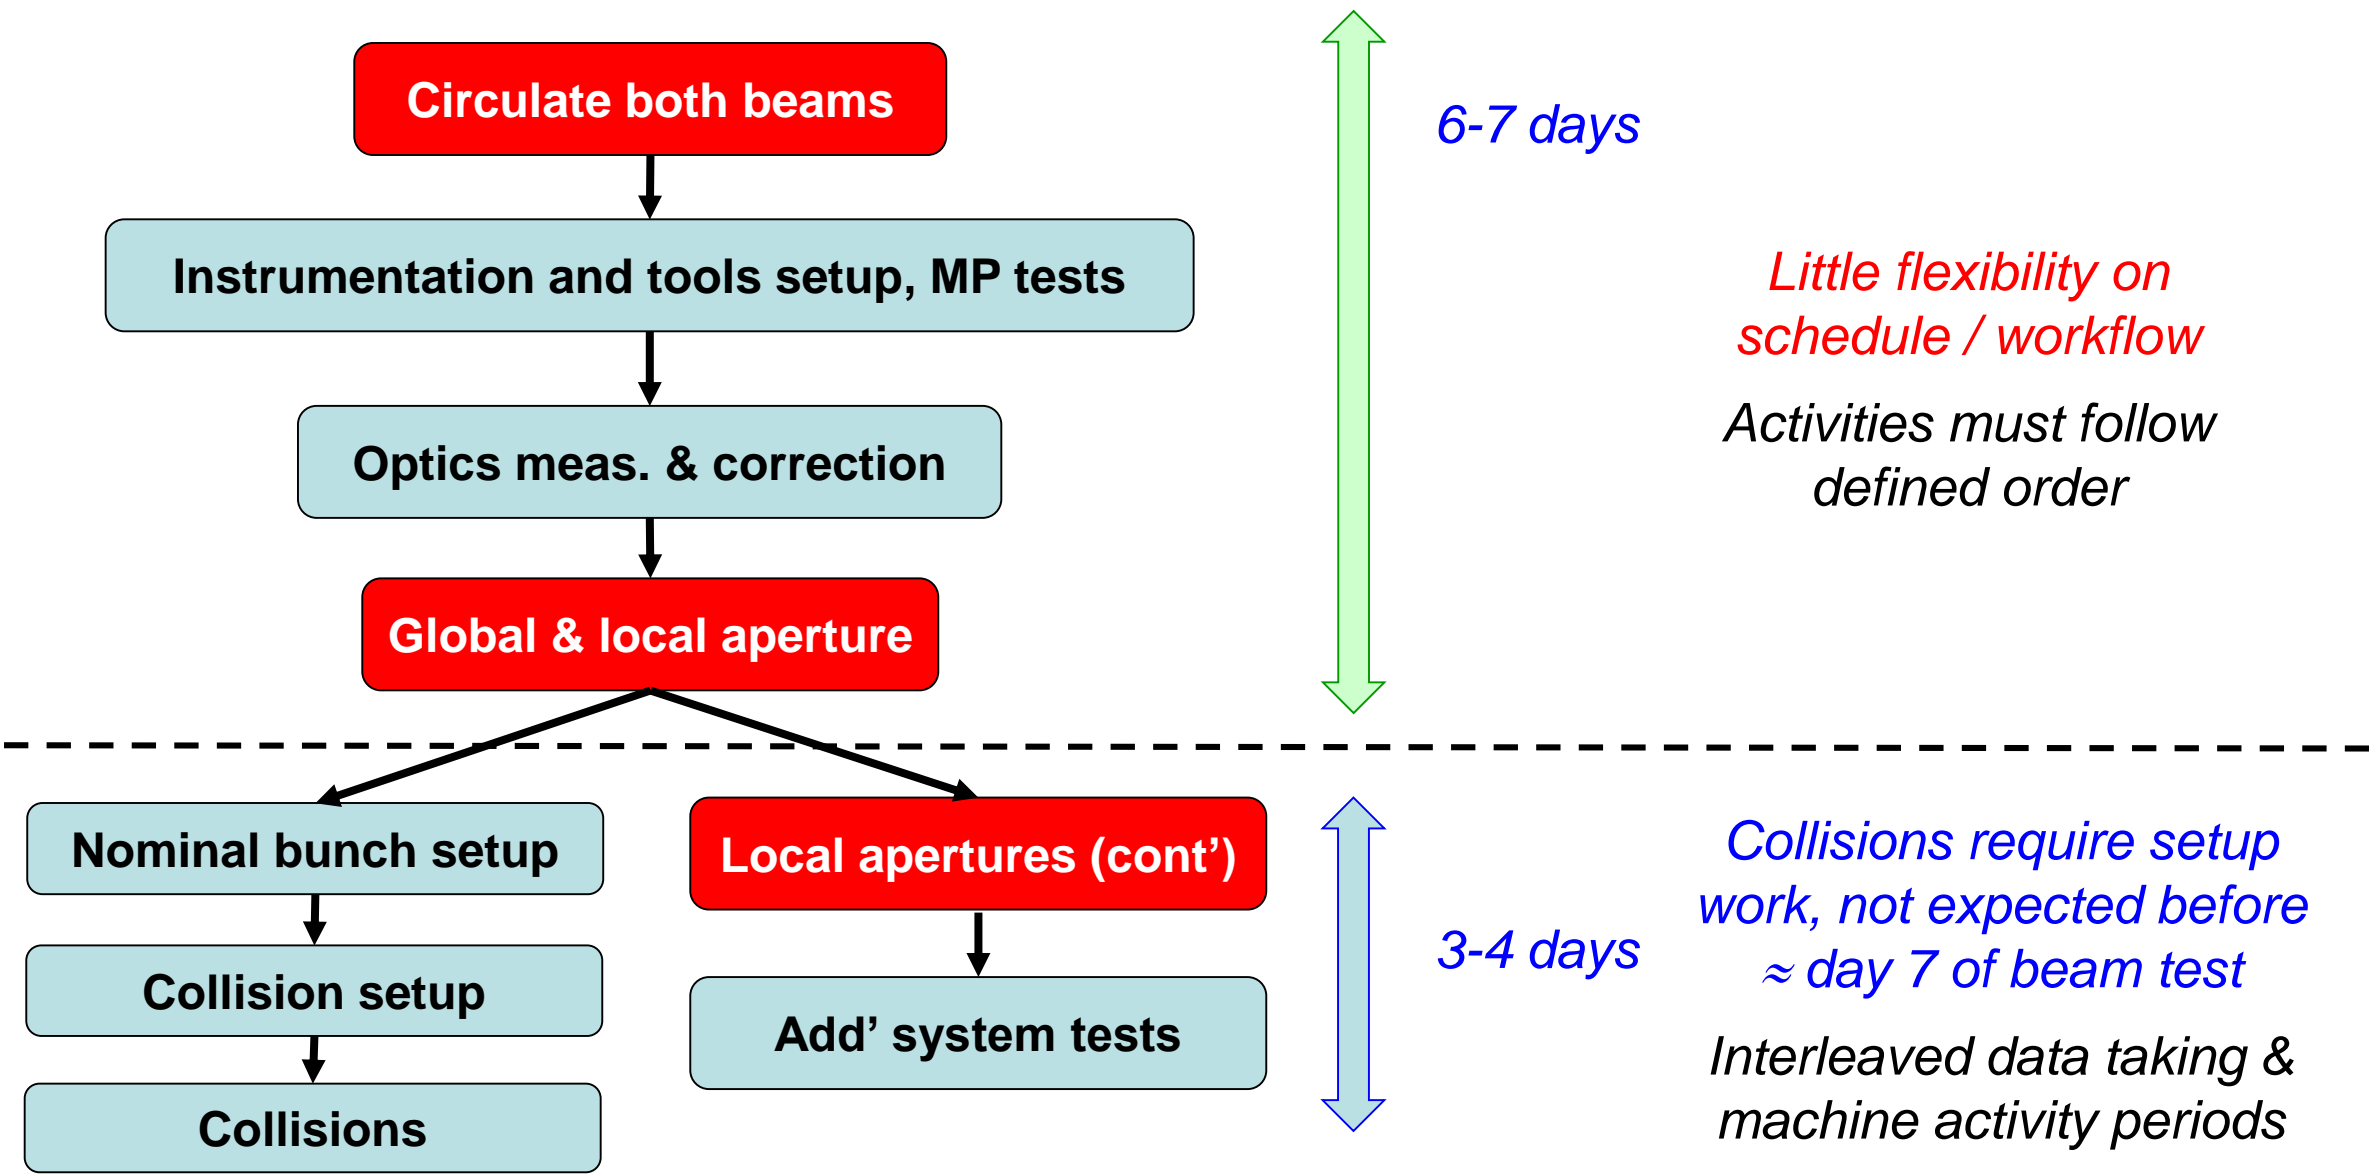 Circulate both beams
6-7 days
Instrumentation and tools setup, MP tests
Little flexibility on
schedule / workflow
Activities must follow
defined order
Optics meas. & correction
Global & local aperture
Nominal bunch setup
Collision setup
Collisions
Local apertures (cont’)
Add’ system tests
3-4 days
Collisions require setup
work, not expected before
≈ day 7 of beam test
Interleaved data taking &
machine activity periods